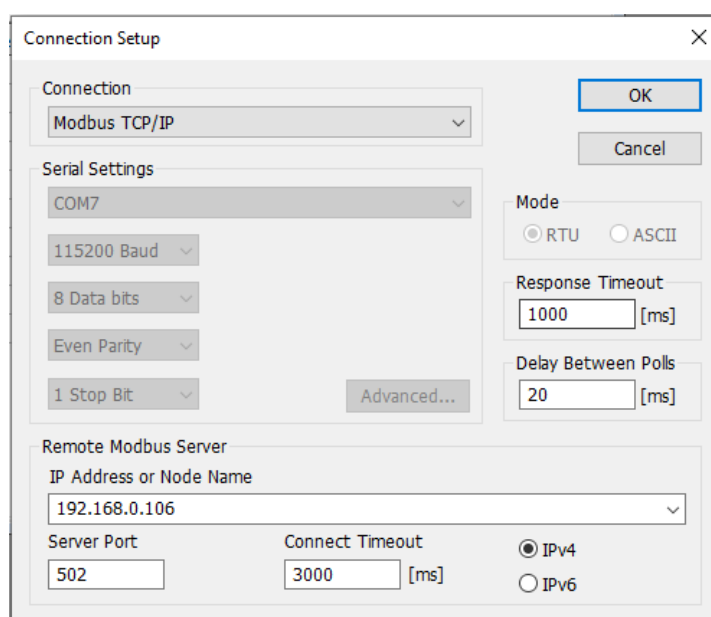 Connection Setup
Connection
OK
Modbus TCP/IP
Cancel
Serial Settings
COM7
Mode
RTU ASCII
115200 Baud
Response Timeout
8 Data bits
1000 [ms]
Even Parity
Delay Between Polls
1 Stop Bit
Advanced...
20 [ms]
Remote Modbus Server
IP Address or Node Name
192.168.0.106
Server Port
Connect Timeout
IPv4
502
3000 [ms]
IPv6